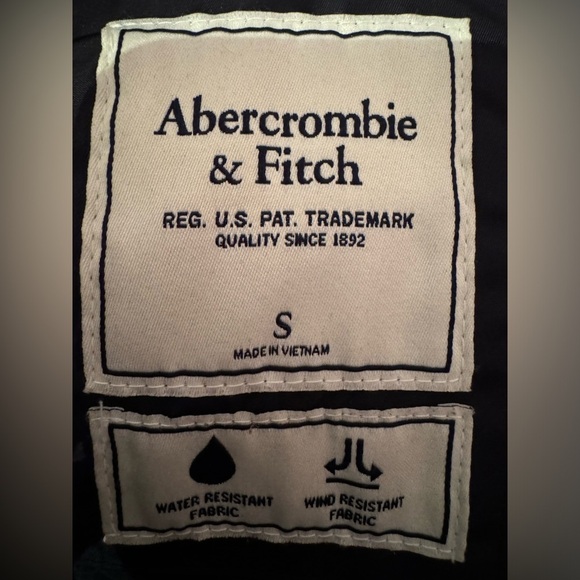 Abercrombie
& Fitch
REG. U.S. PAT. TRADEMARK
QUALITY SINCE 1892
S
MADE IN VIETNAM
WATER RESISTANT
FABRIC
WIND RESISTANT
FABRIC